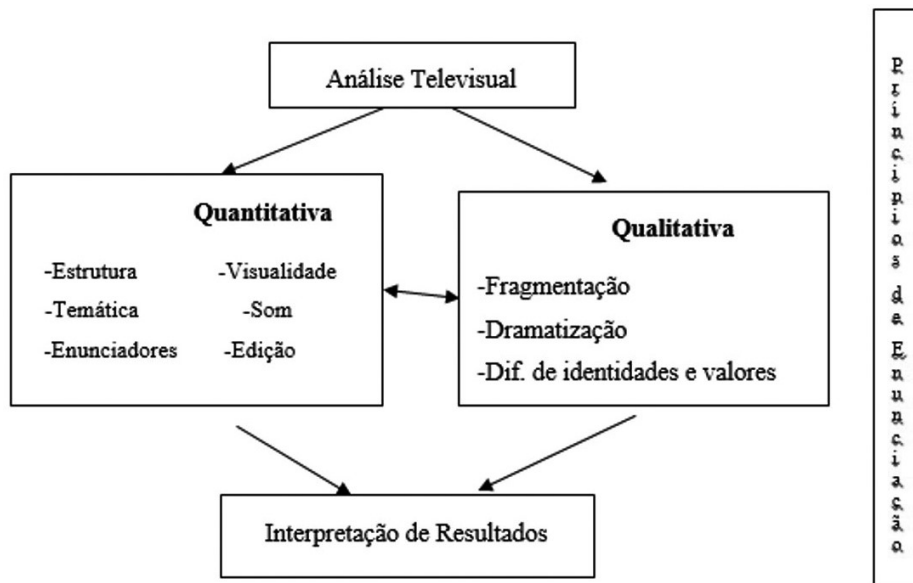 Análise Televisual
Quantitativa
-Estrutura -Visualidade
-Temática -Som
-Enunciadores -Edição
Qualitativa
-Fragmentação
-Dramatização
-Dif. de identidades e valores
Interpretação de Resultados
Princípios de Enunciação